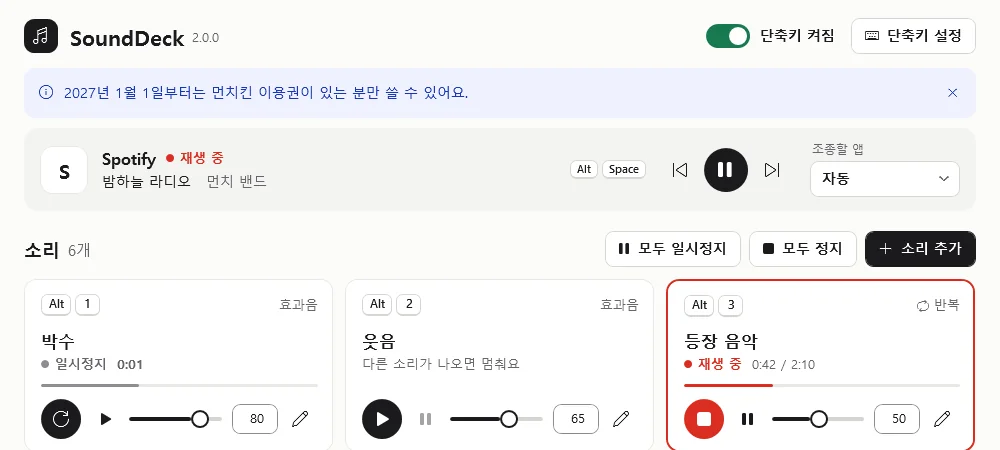 SoundDeck 2.0.0
단축키 켜짐
단축키 설정
2027년 1월 1일부터는 먼치킨 이용권이 있는 분만 쓸 수 있어요.
S
Spotify 재생 중
밤하늘 라디오 먼치 밴드
Alt Space
조종할 앱
자동
소리 6개
모두 일시정지
모두 정지
소리 추가
Alt 1 효과음
박수
일시정지 0:01
80
Alt 2 효과음
웃음
다른 소리가 나오면 멈춰요
65
Alt 3 반복
등장 음악
재생 중 0:42 / 2:10
50